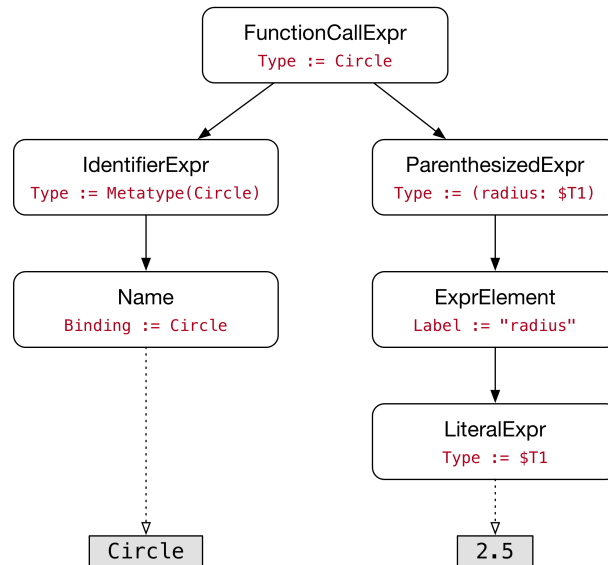 FunctionCallExpr
Type := Circle
IdentifierExpr
Type := Metatype(Circle)
ParenthesizedExpr
Type := (radius: $T1)
Name
Binding := Circle
ExprElement
Label := "radius"
LiteralExpr
Type := $T1
Circle
2.5